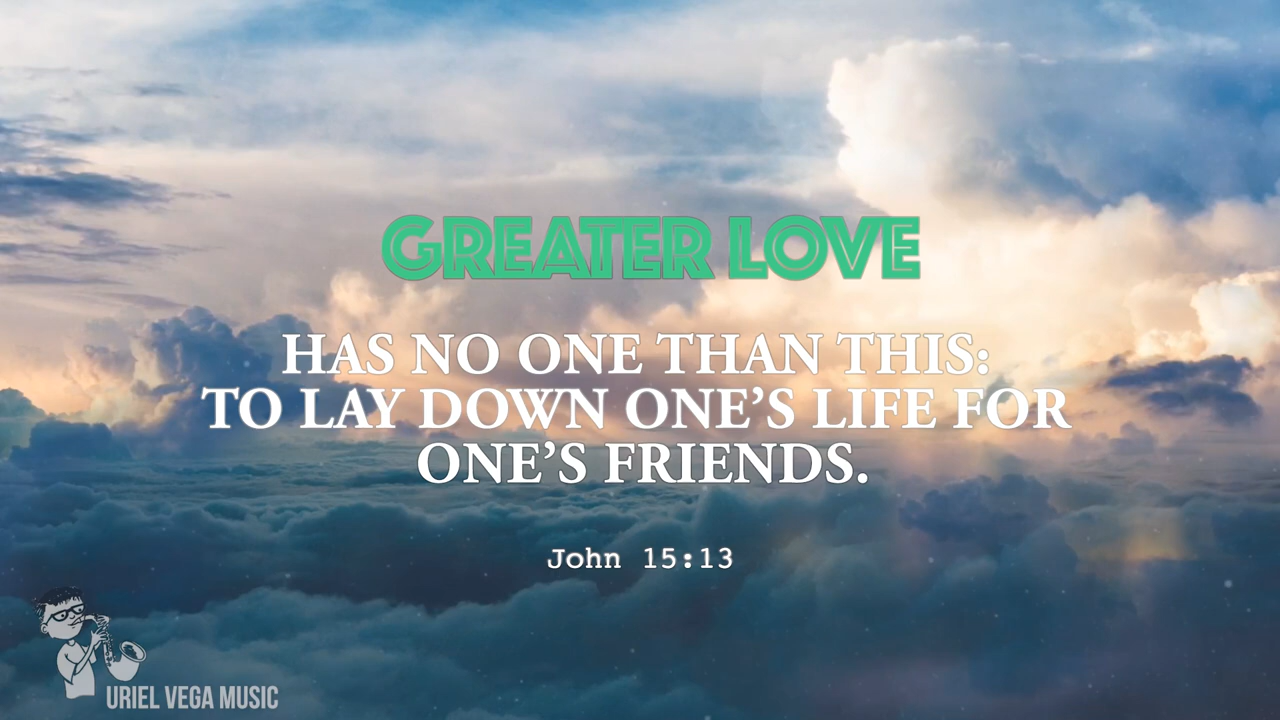 GREATER LOVE
HAS NO ONE THAN THIS:
TO LAY DOWN ONE’S LIFE FOR
ONE’S FRIENDS.
John 15:13
URIEL VEGA MUSIC